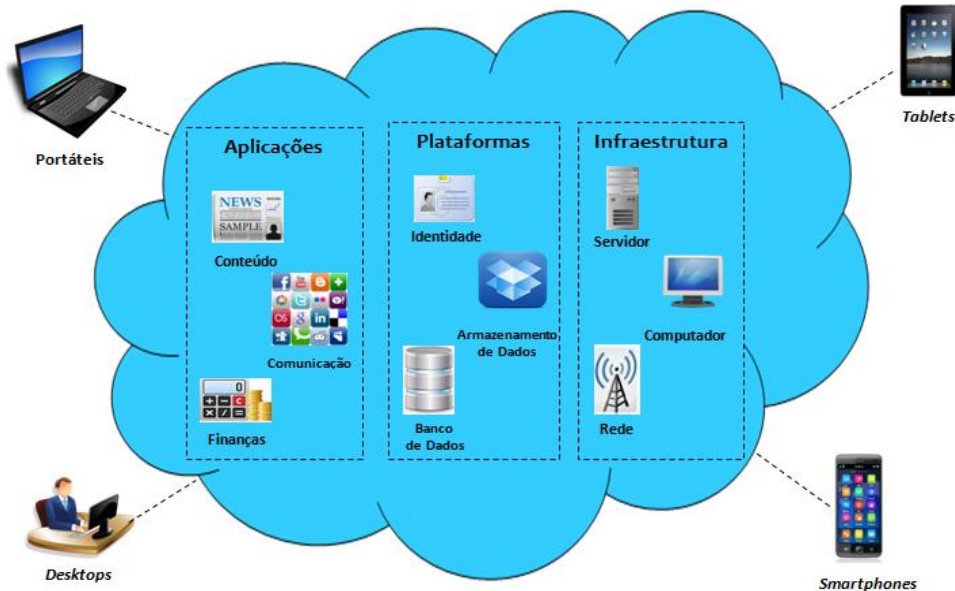 Portáteis
Tablets
Aplicações
Plataformas
Infraestrutura
NEWS
SAMPLE
Conteúdo
Identidade
Servidor
Comunicação
Armazenamento
de Dados
Computador
0
Finanças
Banco
de Dados
Rede
Desktops
Smartphones